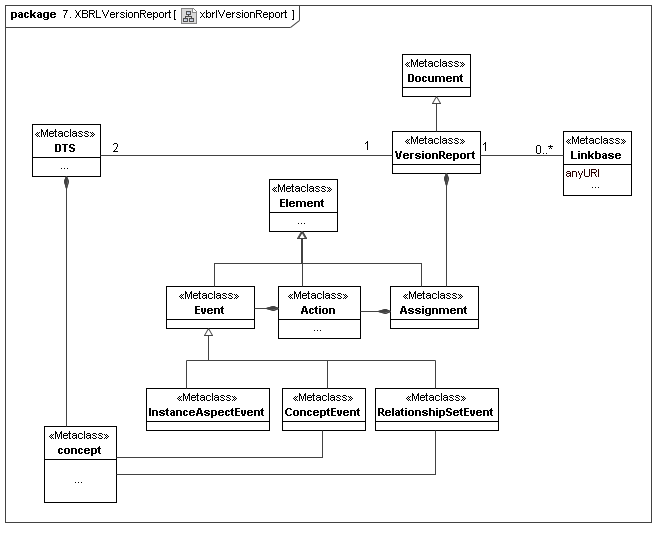 package 7. XBRLVersionReport [ xbrlVersionReport ]
«Metaclass»
Document
«Metaclass»
DTS
...
2
1
«Metaclass»
VersionReport
1
0..*
«Metaclass»
Linkbase
anyURI
...
«Metaclass»
Element
...
«Metaclass»
Event
«Metaclass»
Action
...
«Metaclass»
Assignment
«Metaclass»
InstanceAspectEvent
«Metaclass»
ConceptEvent
«Metaclass»
RelationshipSetEvent
«Metaclass»
concept
...